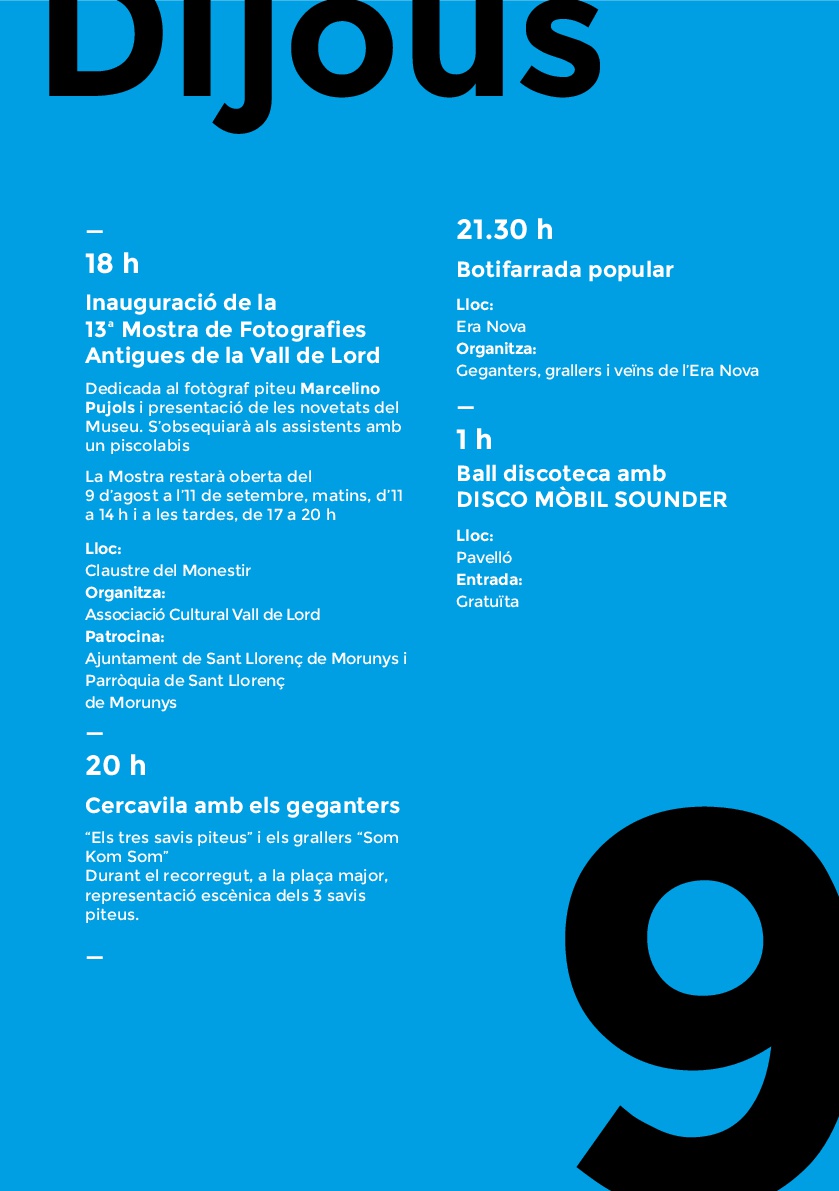 Dijous
—
18 h
Inauguració de la
13ª Mostra de Fotografies
Antigues de la Vall de Lord
Dedicada al fotògraf piteu Marcelino
Pujols i presentació de les novetats del
Museu. S’obsequiarà als assistents amb
un piscolabis
La Mostra restarà oberta del
9 d’agost a l’11 de setembre, matins, d’11
a 14 h i a les tardes, de 17 a 20 h
Lloc:
Claustre del Monestir
Organitza:
Associació Cultural Vall de Lord
Patrocina:
Ajuntament de Sant Llorenç de Morunys i
Parròquia de Sant Llorenç
de Morunys
—
20 h
Cercavila amb els geganters
“Els tres savis piteus” i els grallers “Som
Kom Som”
Durant el recorregut, a la plaça major,
representació escènica dels 3 savis
piteus.
—
21.30 h
Botifarrada popular
Lloc:
Era Nova
Organitza:
Geganters, grallers i veïns de l’Era Nova
—
1 h
Ball discoteca amb
DISCO MÒBIL SOUNDER
Lloc:
Pavelló
Entrada:
Gratuïta
9